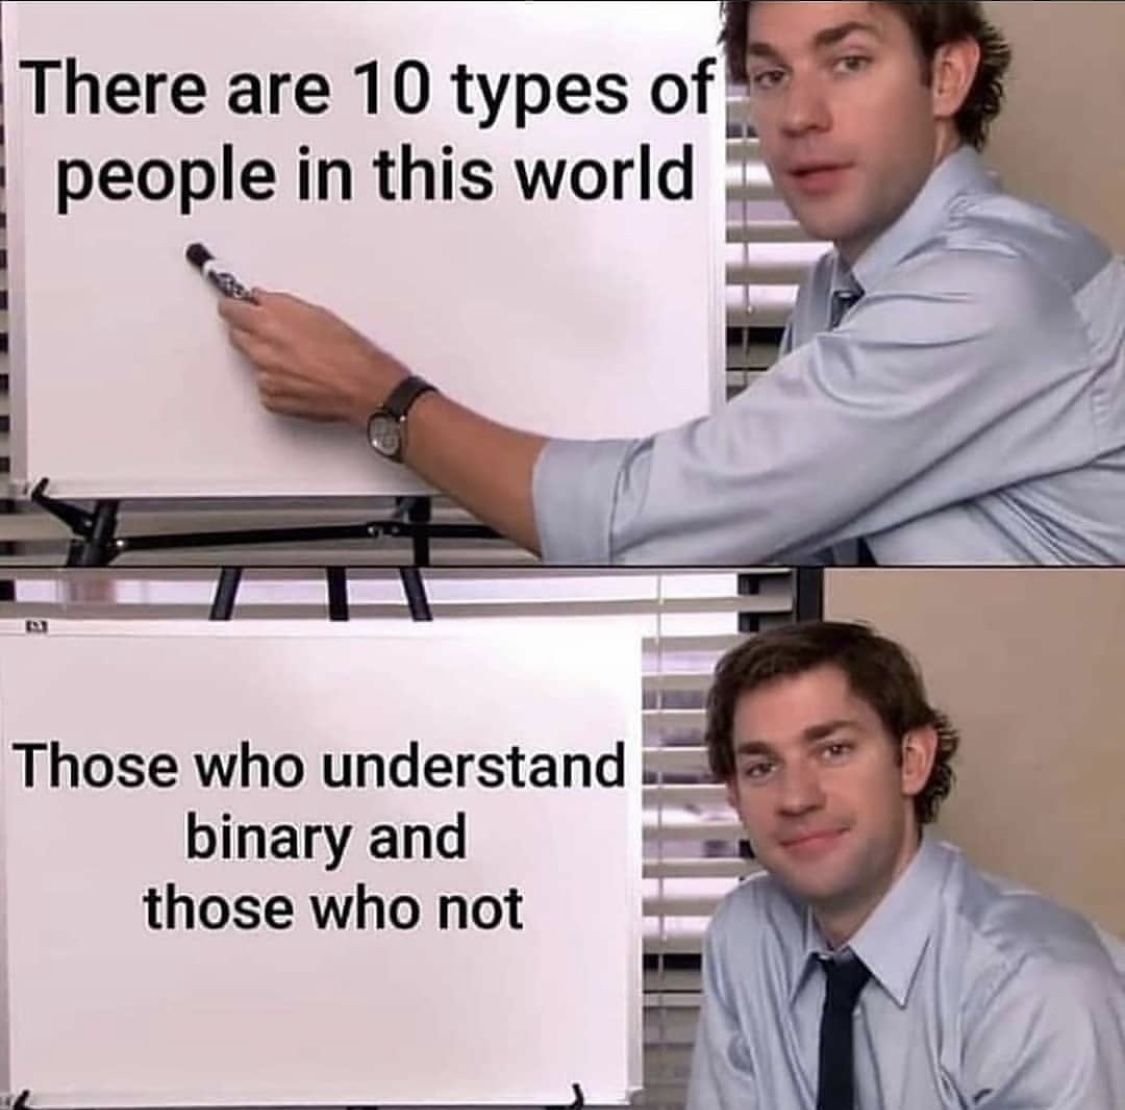 There are 10 types of
people in this world
Those who understand
binary and
those who not